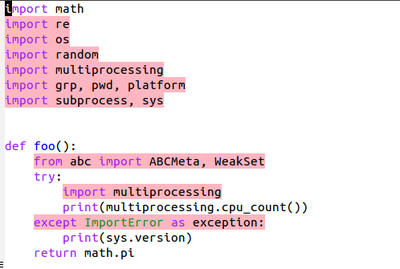 import math
import re
import os
import random
import multiprocessing
import grp, pwd, platform
import subprocess, sys
def foo():
from abc import ABCMeta, WeakSet
try:
import multiprocessing
print(multiprocessing.cpu_count())
except ImportError as exception:
print(sys.version)
return math.pi